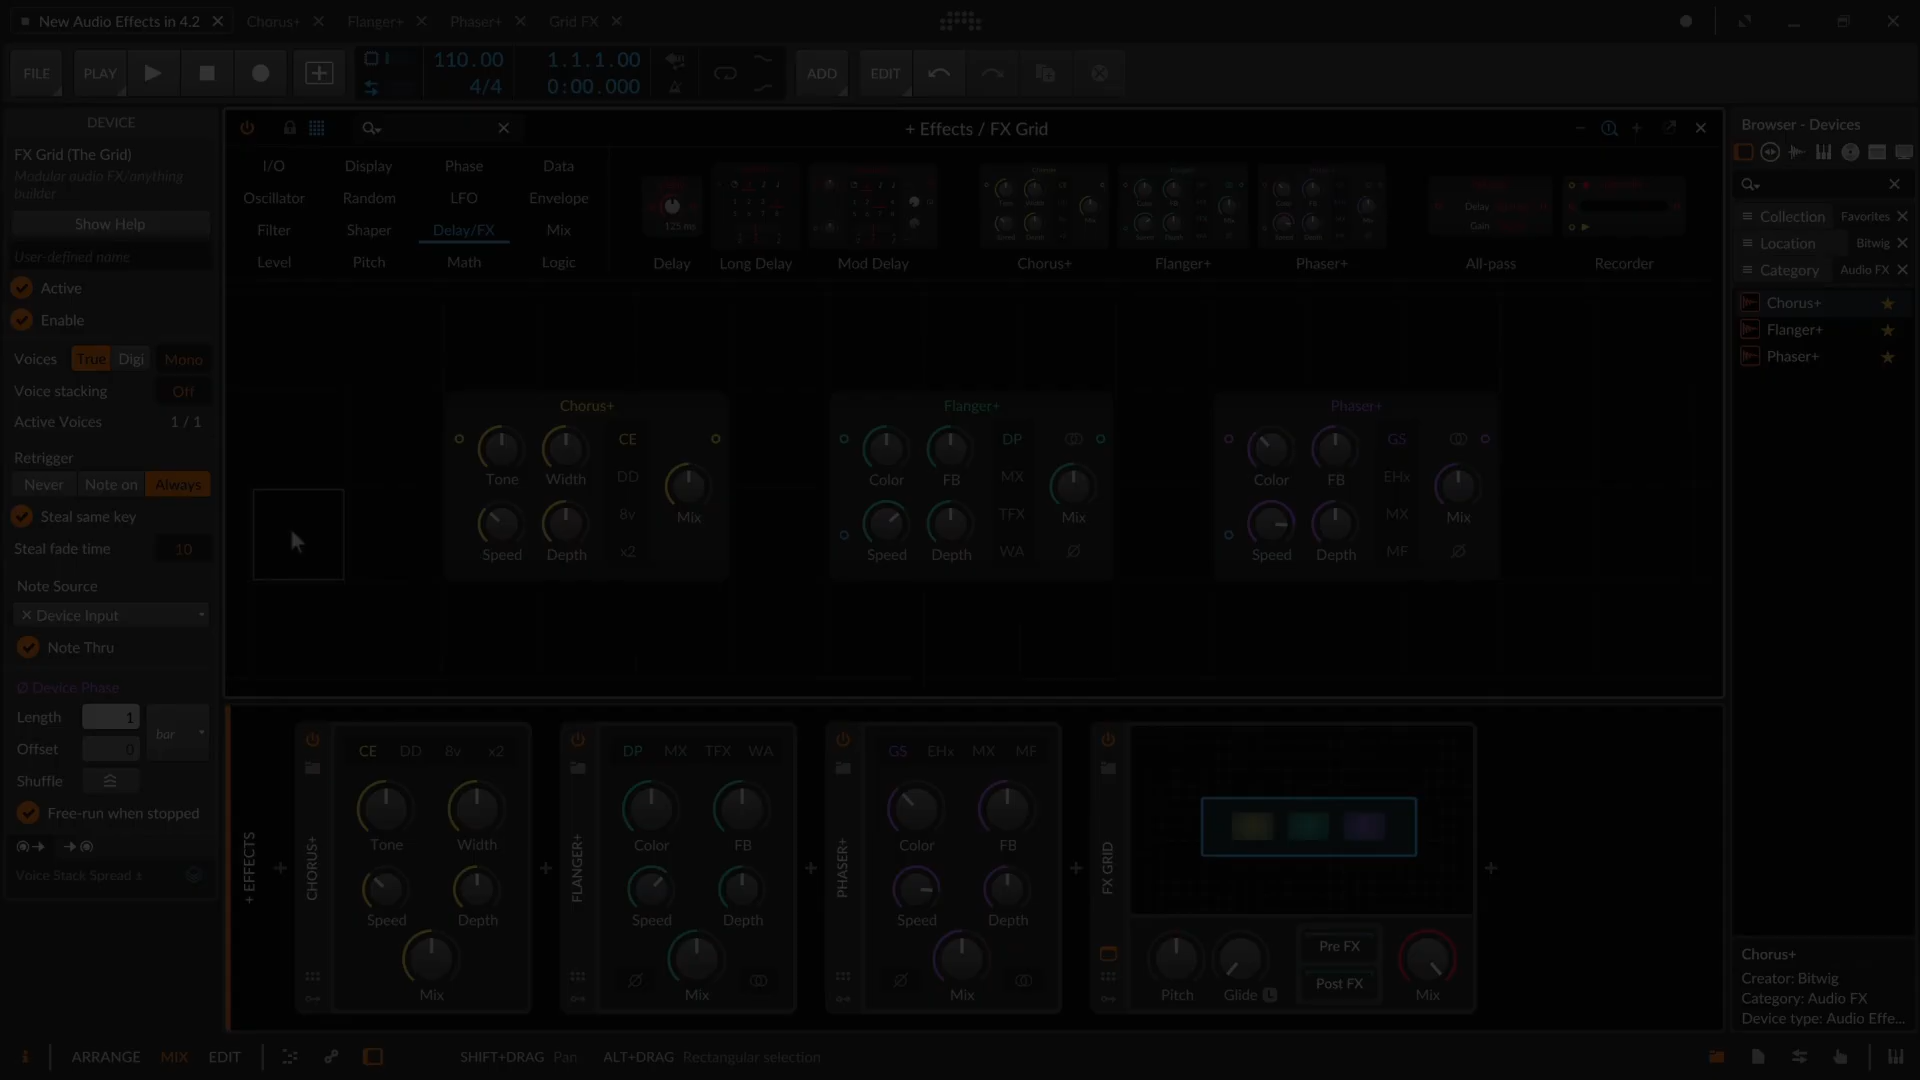 New Audio Effects in 4.2
Chorus+
Flanger+
Phaser+
Grid FX
FILE
PLAY
110.00
4/4
1.1.1.00
0:00.000
ADD
EDIT
DEVICE
FX Grid (The Grid)
Modular audio FX/anything
builder
Show Help
User-defined name
Active
Enable
Voices True Digi Mono
Voice stacking Off
Active Voices 1 / 1
Retrigger
Never Note on Always
Steal same key
Steal fade time 10
Note Source
Device Input
Note Thru
Device Phase
Length 1 bar
Offset 0
Shuffle
Free-run when stopped
Voice Stack Spread ±
+ Effects / FX Grid
I/O Display Phase Data
Oscillator Random LFO Envelope
Filter Shaper Delay/FX Mix
Level Pitch Math Logic
125 ms
Delay
Gain
Delay Long Delay Mod Delay Chorus+ Flanger+ Phaser+ All-pass Recorder
Chorus+
Tone Width Speed Depth
CE
DD
8v
x2
Mix
Flanger+
Color FB Speed Depth
DP
MX
TFX
WA
Mix
Phaser+
Color FB Speed Depth
GS
EHx
MX
MF
Mix
+ EFFECTS
CHORUS+
CE DD 8v x2
Tone Width
Speed Depth
Mix
FLANGER+
DP MX TFX WA
Color FB
Speed Depth
Mix
PHASER+
GS EHx MX MF
Color FB
Speed Depth
Mix
FX GRID
Pitch Glide L
Pre FX
Post FX
Mix
Browser - Devices
Collection Favorites
Location Bitwig
Category Audio FX
Chorus+
Flanger+
Phaser+
Chorus+
Creator: Bitwig
Category: Audio FX
Device type: Audio Effe...
ARRANGE MIX EDIT
SHIFT+DRAG Pan ALT+DRAG Rectangular selection